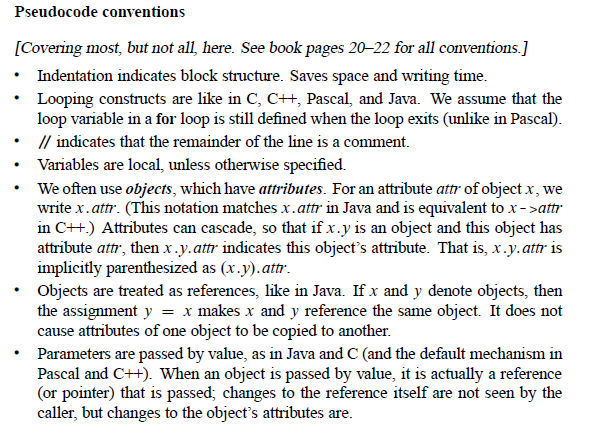 Pseudocode conventions
[Covering most, but not all, here. See book pages 20–22 for all conventions.]
• Indentation indicates block structure. Saves space and writing time.
• Looping constructs are like in C, C++, Pascal, and Java. We assume that the
loop variable in a for loop is still defined when the loop exits (unlike in Pascal).
• // indicates that the remainder of the line is a comment.
• Variables are local, unless otherwise specified.
• We often use objects, which have attributes. For an attribute attr of object x, we
write x.attr. (This notation matches x.attr in Java and is equivalent to x->attr
in C++.) Attributes can cascade, so that if x.y is an object and this object has
attribute attr, then x.y.attr indicates this object's attribute. That is, x.y.attr is
implicitly parenthesized as (x.y).attr.
• Objects are treated as references, like in Java. If x and y denote objects, then
the assignment y = x makes x and y reference the same object. It does not
cause attributes of one object to be copied to another.
• Parameters are passed by value, as in Java and C (and the default mechanism in
Pascal and C++). When an object is passed by value, it is actually a reference
(or pointer) that is passed; changes to the reference itself are not seen by the
caller, but changes to the object's attributes are.